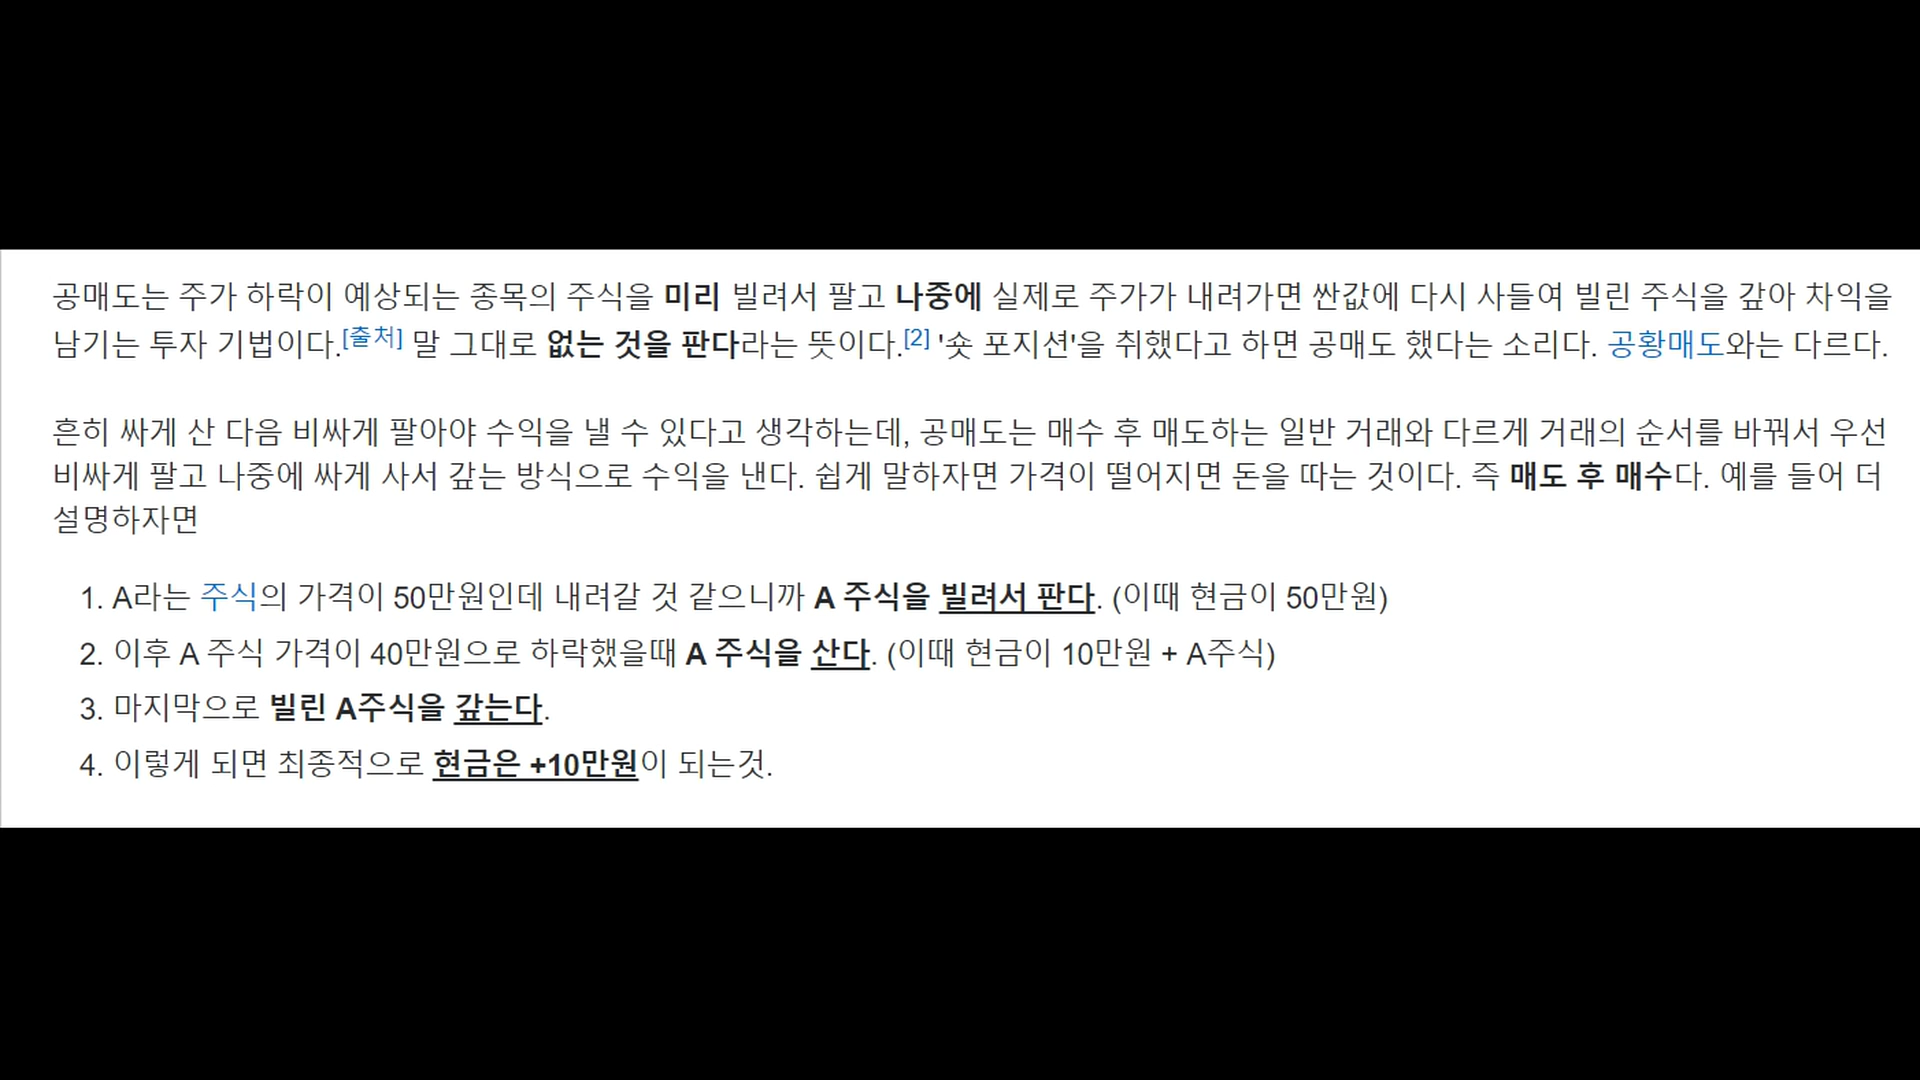 공매도는 주가 하락이 예상되는 종목의 주식을 미리 빌려서 팔고 나중에 실제로 주가가 내려가면 싼값에 다시 사들여 빌린 주식을 갚아 차익을
남기는 투자 기법이다.[출처] 말 그대로 없는 것을 판다라는 뜻이다.[2] '숏 포지션'을 취했다고 하면 공매도 했다는 소리다. 공황매도와는 다르다.
흔히 싸게 산 다음 비싸게 팔아야 수익을 낼 수 있다고 생각하는데, 공매도는 매수 후 매도하는 일반 거래와 다르게 거래의 순서를 바꿔서 우선
비싸게 팔고 나중에 싸게 사서 갚는 방식으로 수익을 낸다. 쉽게 말하자면 가격이 떨어지면 돈을 따는 것이다. 즉 매도 후 매수다. 예를 들어 더
설명하자면
1. A라는 주식의 가격이 50만원인데 내려갈 것 같으니까 A 주식을 빌려서 판다. (이때 현금이 50만원)
2. 이후 A 주식 가격이 40만원으로 하락했을때 A 주식을 산다. (이때 현금이 10만원 + A주식)
3. 마지막으로 빌린 A주식을 갚는다.
4. 이렇게 되면 최종적으로 현금은 +10만원이 되는것.